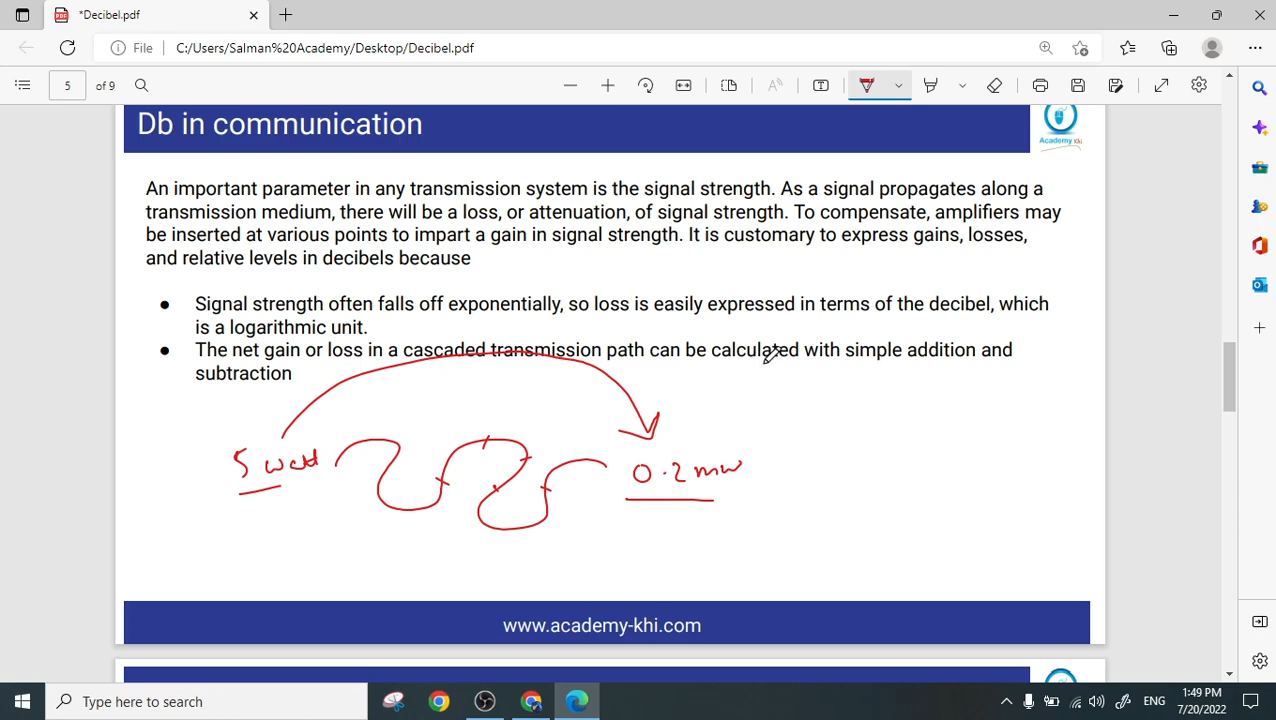 *Decibel.pdf
File
C:/Users/Salman%20Academy/Desktop/Decibel.pdf
5 of 9
Db in communication
Academy Khi
An important parameter in any transmission system is the signal strength. As a signal propagates along a
transmission medium, there will be a loss, or attenuation, of signal strength. To compensate, amplifiers may
be inserted at various points to impart a gain in signal strength. It is customary to express gains, losses,
and relative levels in decibels because
● Signal strength often falls off exponentially, so loss is easily expressed in terms of the decibel, which
is a logarithmic unit.
● The net gain or loss in a cascaded transmission path can be calculated with simple addition and
subtraction
5 watt
0.2 mw
www.academy-khi.com
Type here to search
ENG
1:49 PM
7/20/2022